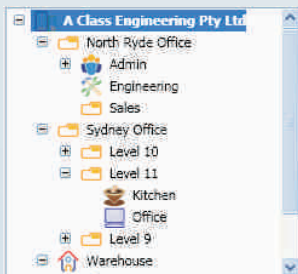 A Class Engineering Pty Ltd
North Ryde Office
Admin
Engineering
Sales
Sydney Office
Level 10
Level 11
Kitchen
Office
Level 9
Warehouse